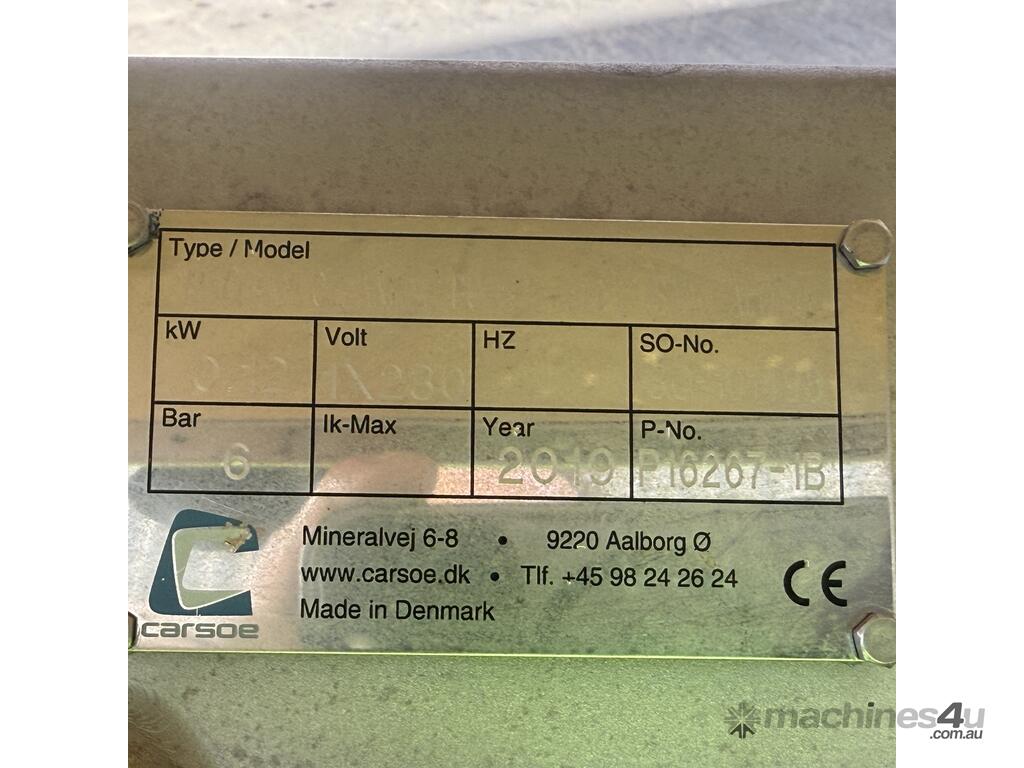 Type / Model
kW Volt HZ SO-No.
1X230
Bar Ik-Max Year P-No.
6 2019 P16267-1B
Mineralvej 6-8 • 9220 Aalborg Ø
www.carsoe.dk • Tlf. +45 98 24 26 24
Made in Denmark
CE
carsoe
machines4u
.com.au